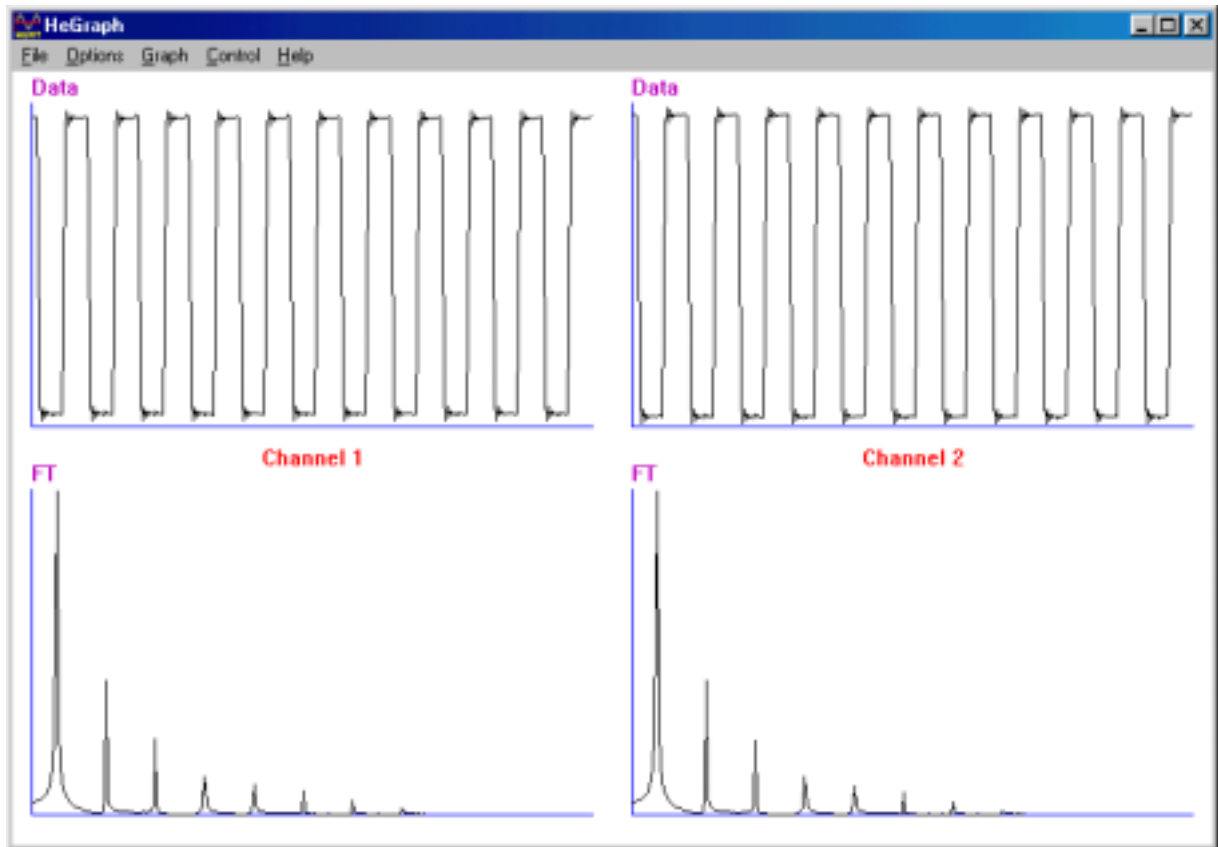 HeGraph
File Options Graph Control Help
Data
Data
Channel 1
Channel 2
FT
FT